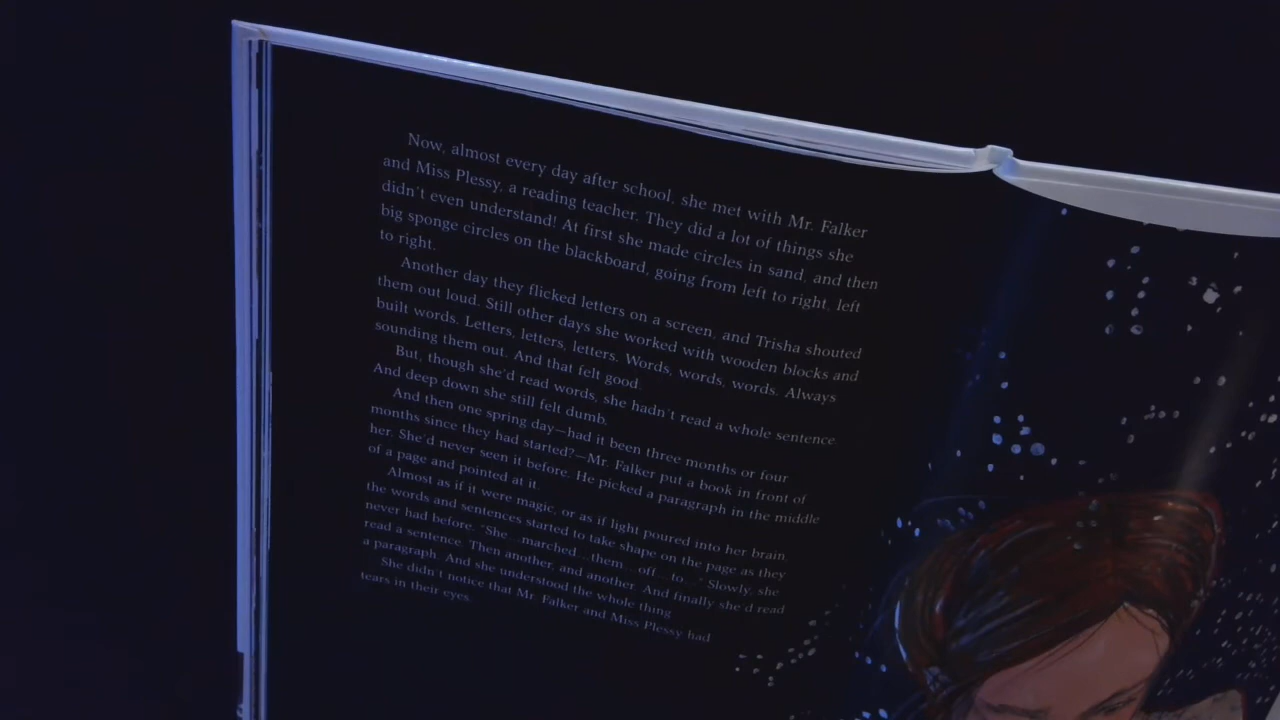 Now, almost every day after school, she met with Mr. Falker
and Miss Plessy, a reading teacher. They did a lot of things she
didn't even understand! At first she made circles in sand, and then
big sponge circles on the blackboard, going from left to right, left
to right.
Another day they flicked letters on a screen, and Trisha shouted
them out loud. Still other days she worked with wooden blocks and
built words. Letters, letters, letters. Words, words, words. Always
sounding them out. And that felt good.
But, though she'd read words, she hadn't read a whole sentence.
And deep down she still felt dumb.
And then one spring day—had it been three months or four
months since they had started?—Mr. Falker put a book in front of
her. She'd never seen it before. He picked a paragraph in the middle
of a page and pointed at it.
Almost as if it were magic, or as if light poured into her brain,
the words and sentences started to take shape on the page as they
never had before. "She...marched...them...off...to..." Slowly, she
read a sentence. Then another, and another. And finally she'd read
a paragraph. And she understood the whole thing.
She didn't notice that Mr. Falker and Miss Plessy had
tears in their eyes.